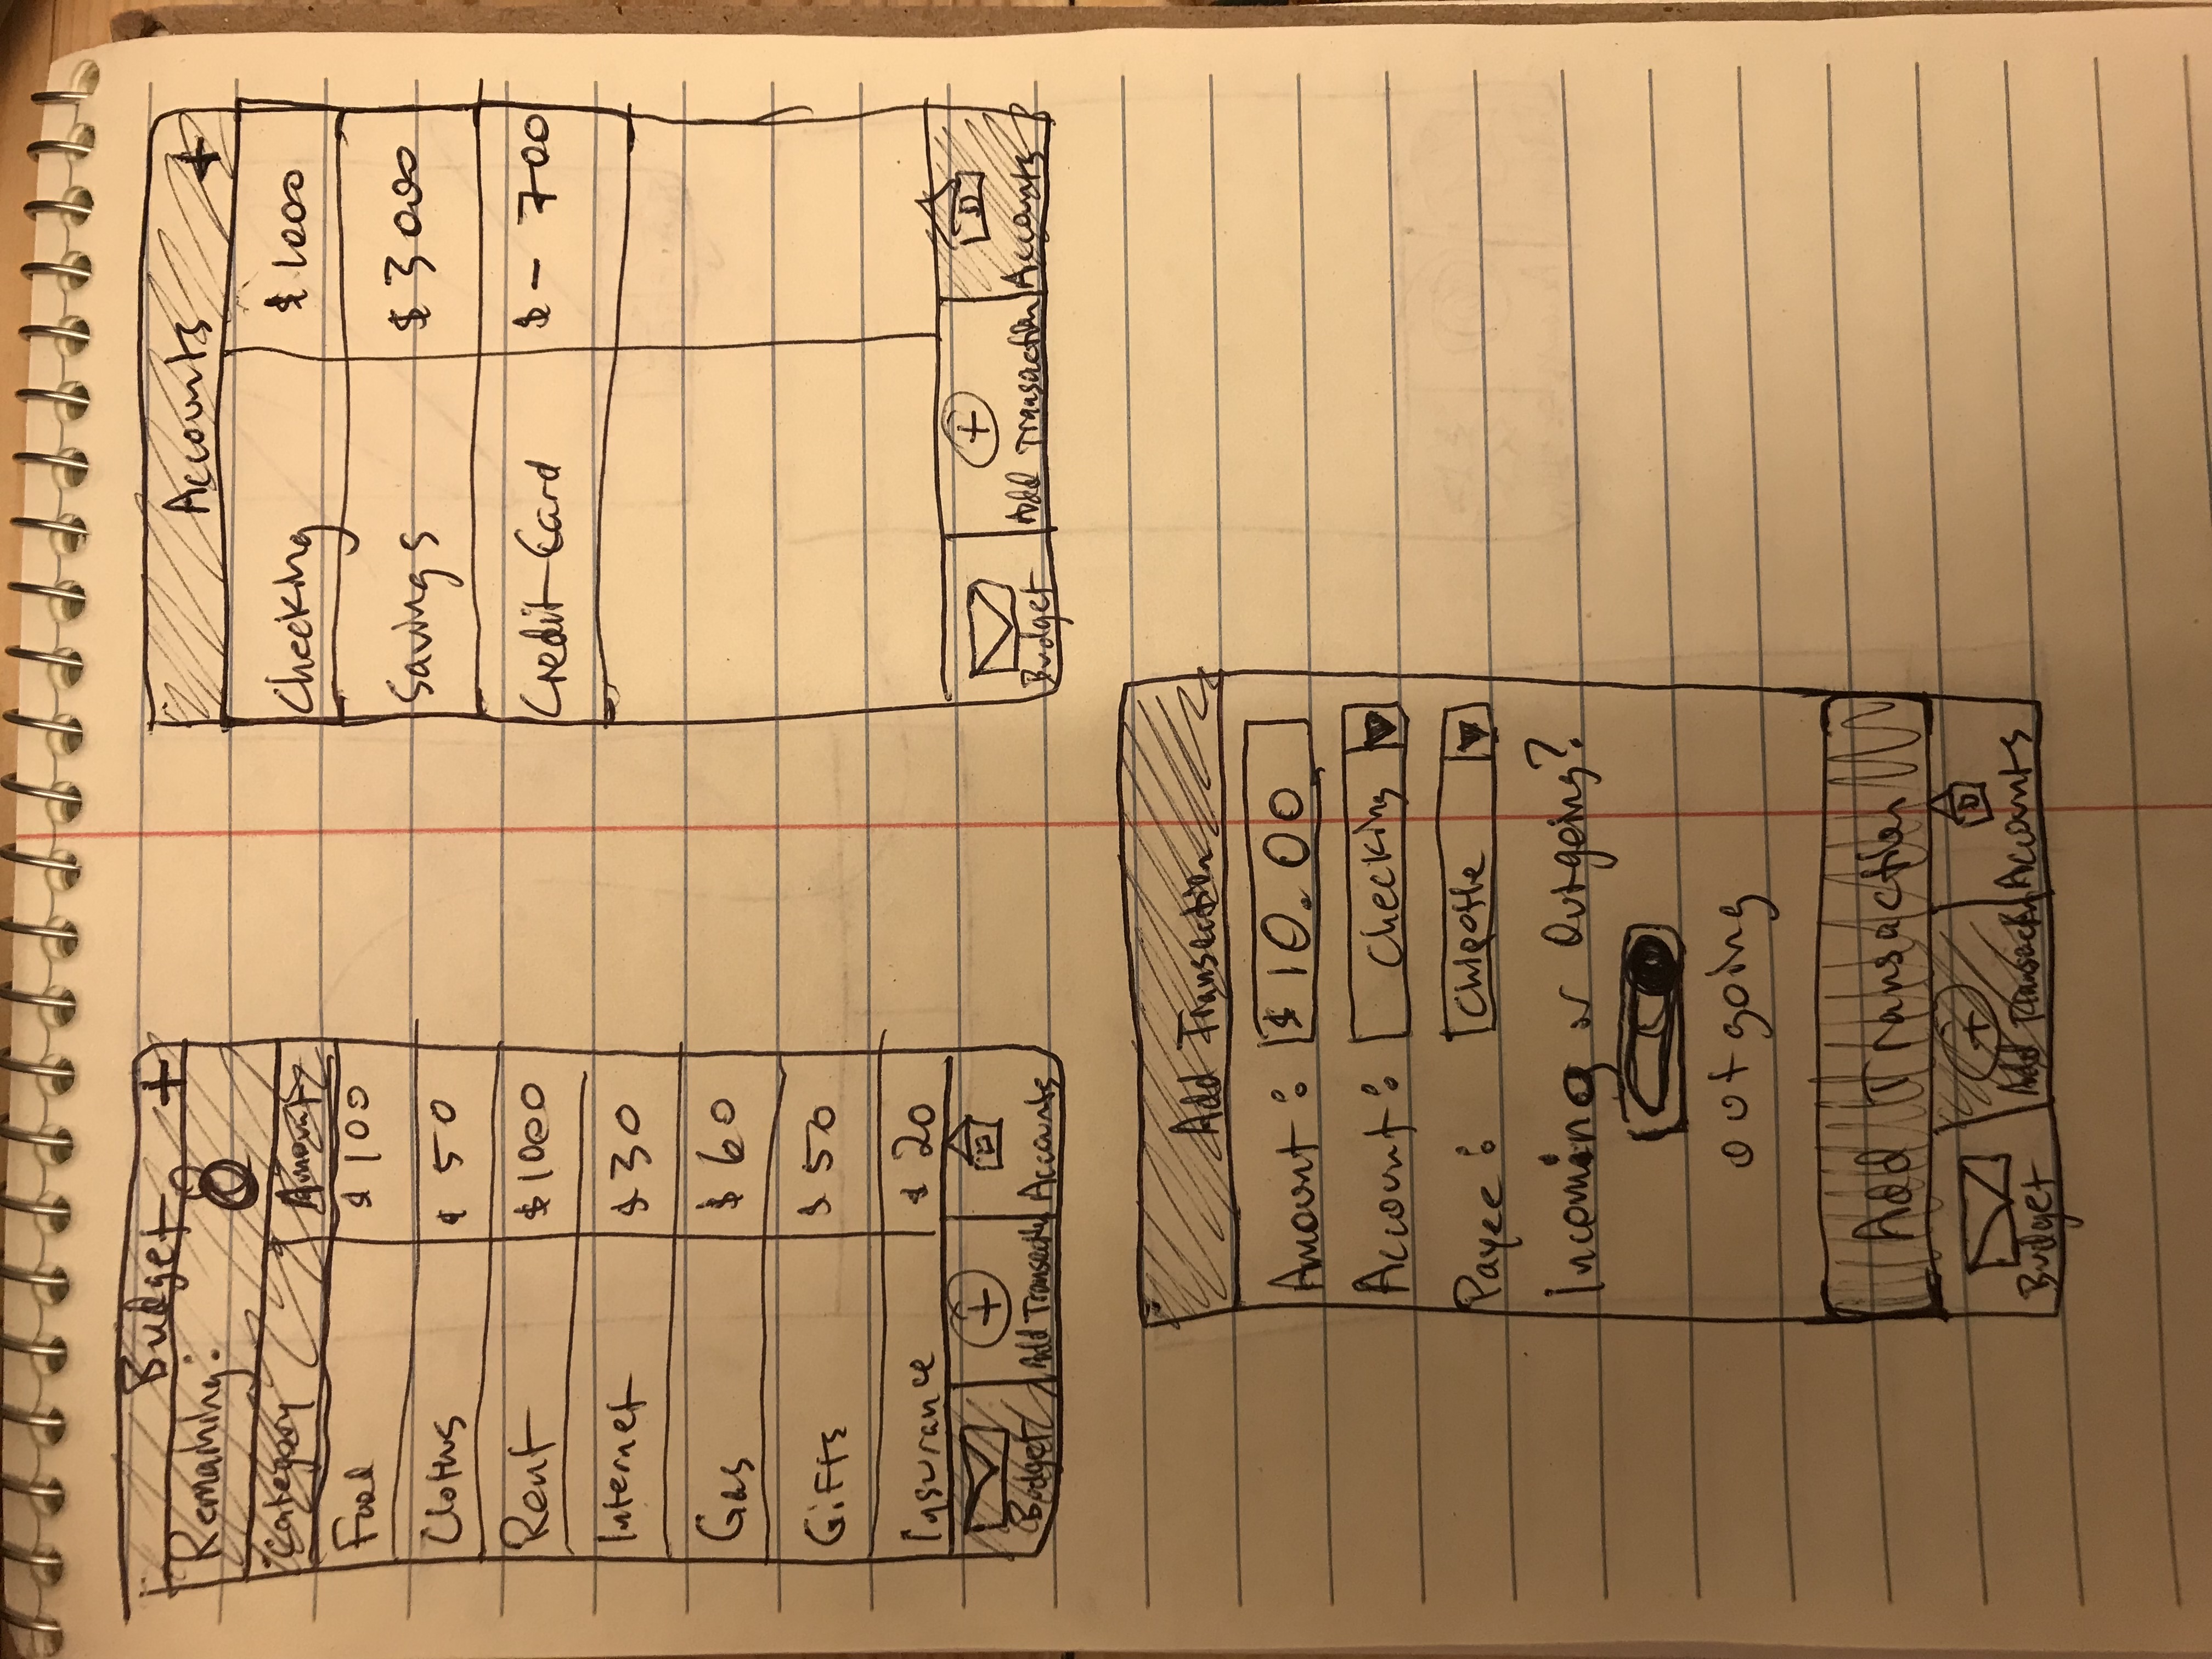 Budget +
Remaining: 0
Category Amount
Food $ 100
Cloths $ 50
Rent $ 1000
Internet $ 30
Gas $ 60
Gifts $ 50
Insurance $ 20
Budget Add Transaction Accounts
Accounts +
Checking $ 1000
Savings $ 3000
Credit Card $ - 700
Budget Add Transaction Accounts
Add Transaction
Amount: $ 10.00
Account: Checking
Payee: Chipotle
Incoming or Outgoing?
outgoing
Add Transaction
Budget Add Transaction Accounts